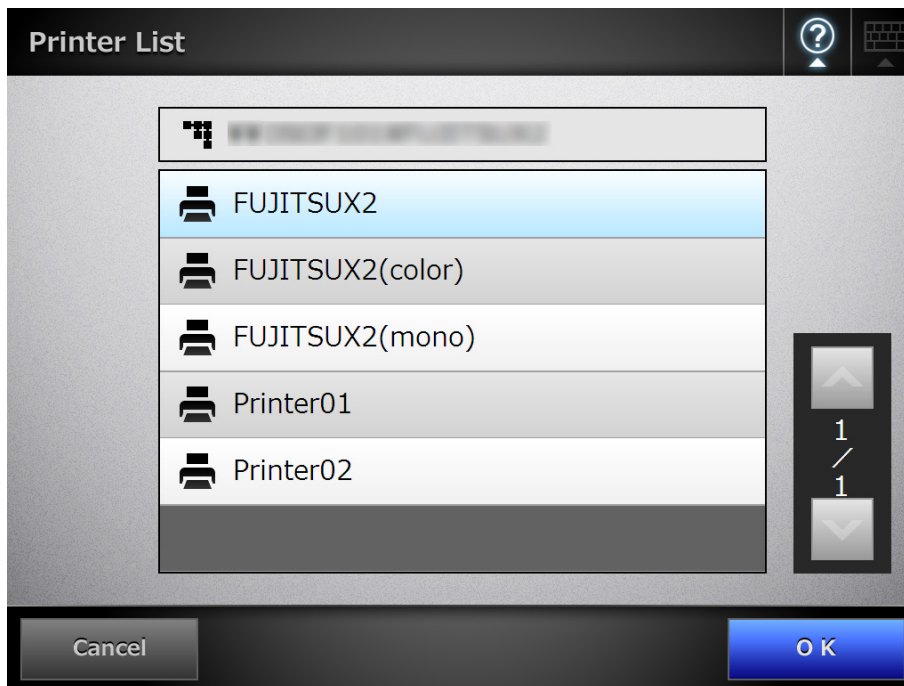 Printer List
?
FUJITSUX2
FUJITSUX2(color)
FUJITSUX2(mono)
Printer01
Printer02
1
/
1
Cancel
OK